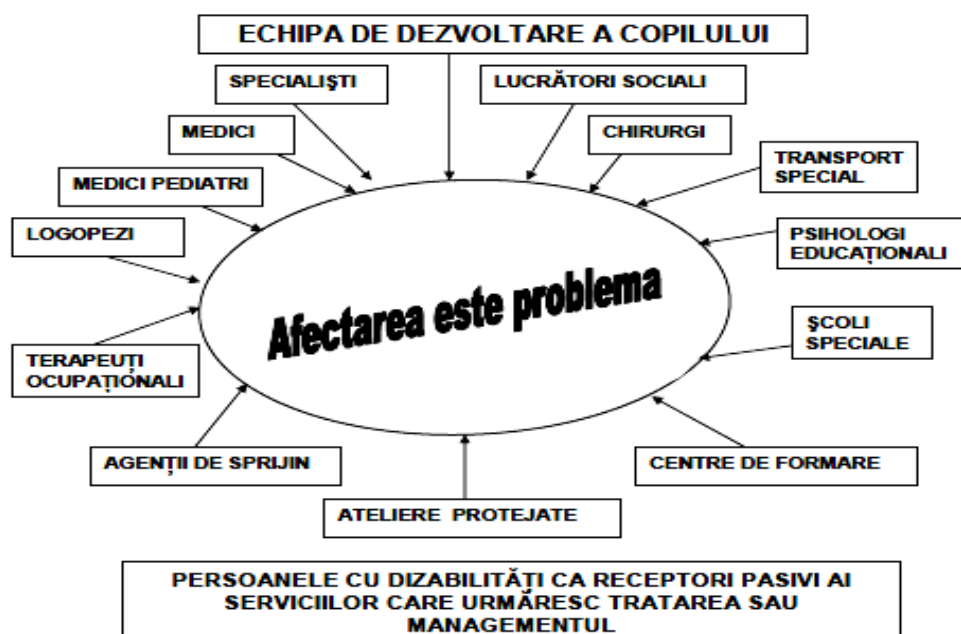 ECHIPA DE DEZVOLTARE A COPILULUI
SPECIALIŞTI
LUCRĂTORI SOCIALI
MEDICI
CHIRURGI
MEDICI PEDIATRI
TRANSPORT
SPECIAL
LOGOPEZI
PSIHOLOGI
EDUCAȚIONALI
Afectarea este problema
ŞCOLI
SPECIALE
TERAPEUȚI
OCUPAȚIONALI
AGENȚII DE SPRIJIN
CENTRE DE FORMARE
ATELIERE PROTEJATE
PERSOANELE CU DIZABILITĂȚI CA RECEPTORI PASIVI AI
SERVICIILOR CARE URMĂRESC TRATAREA SAU
MANAGEMENTUL